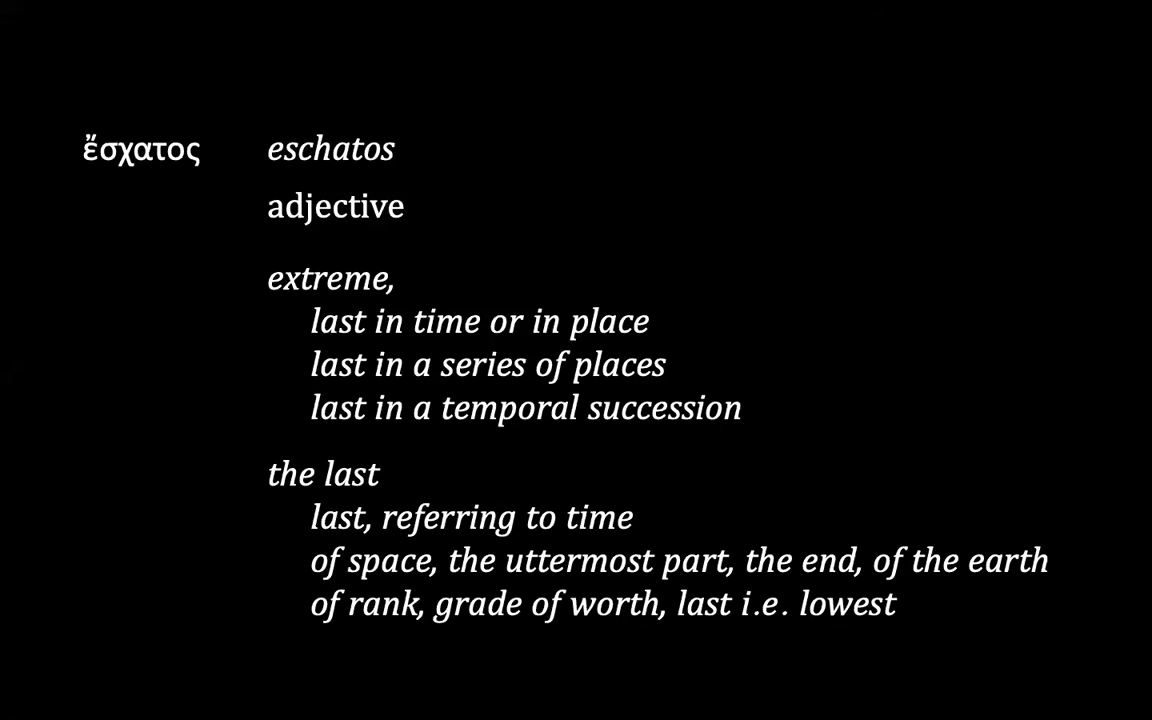 ἔσχατος eschatos
adjective
extreme,
last in time or in place
last in a series of places
last in a temporal succession
the last
last, referring to time
of space, the uttermost part, the end, of the earth
of rank, grade of worth, last i.e. lowest